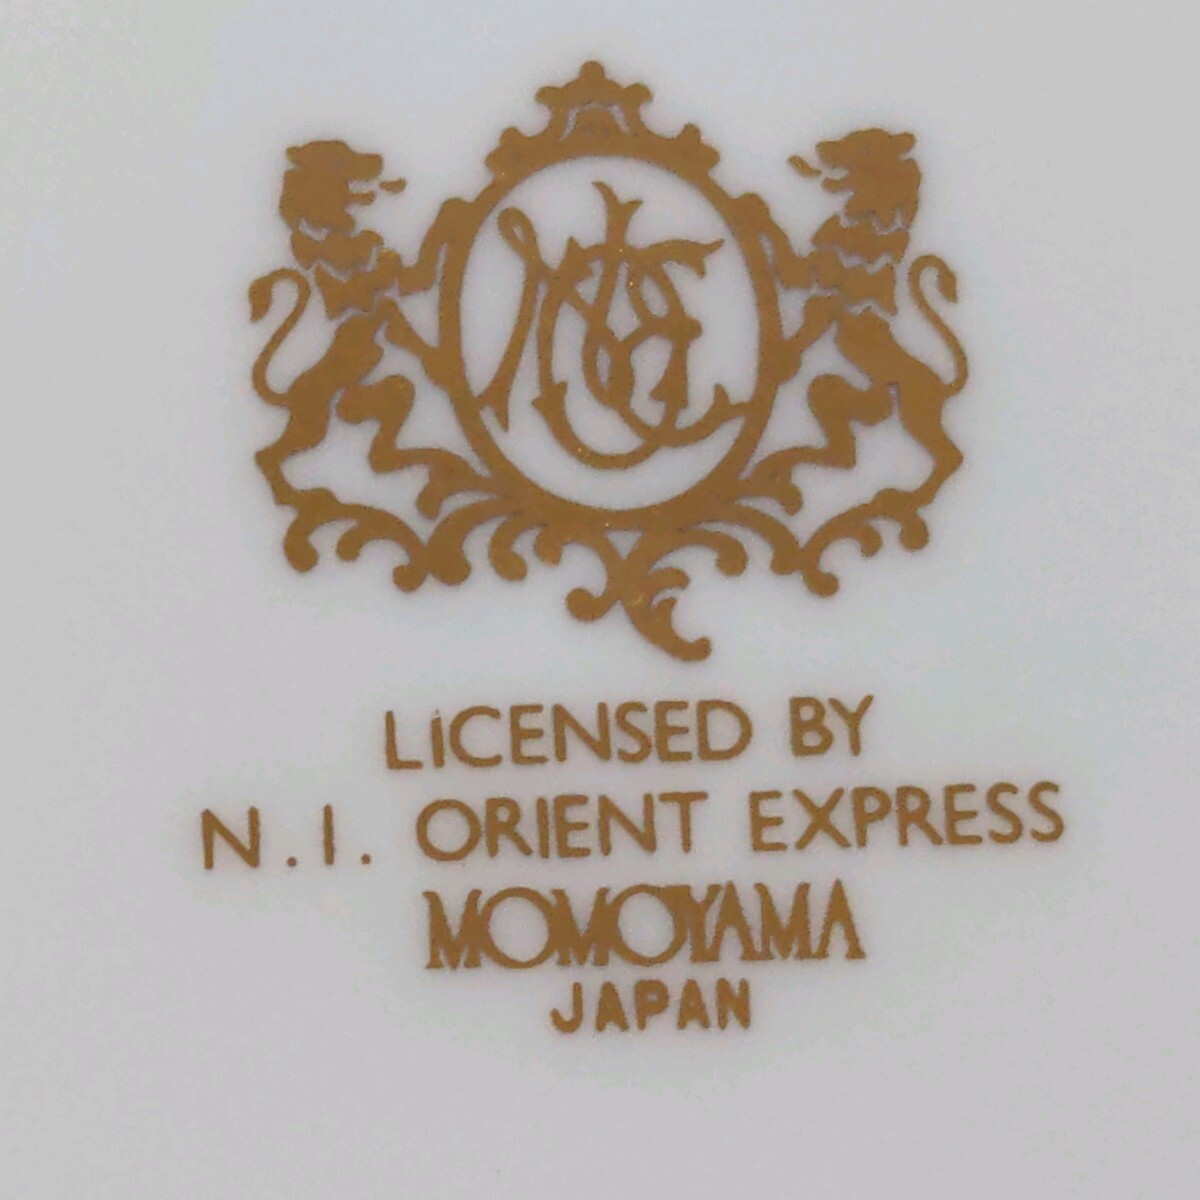 LICENSED BY
N.I. ORIENT EXPRESS
MOMOYAMA
JAPAN